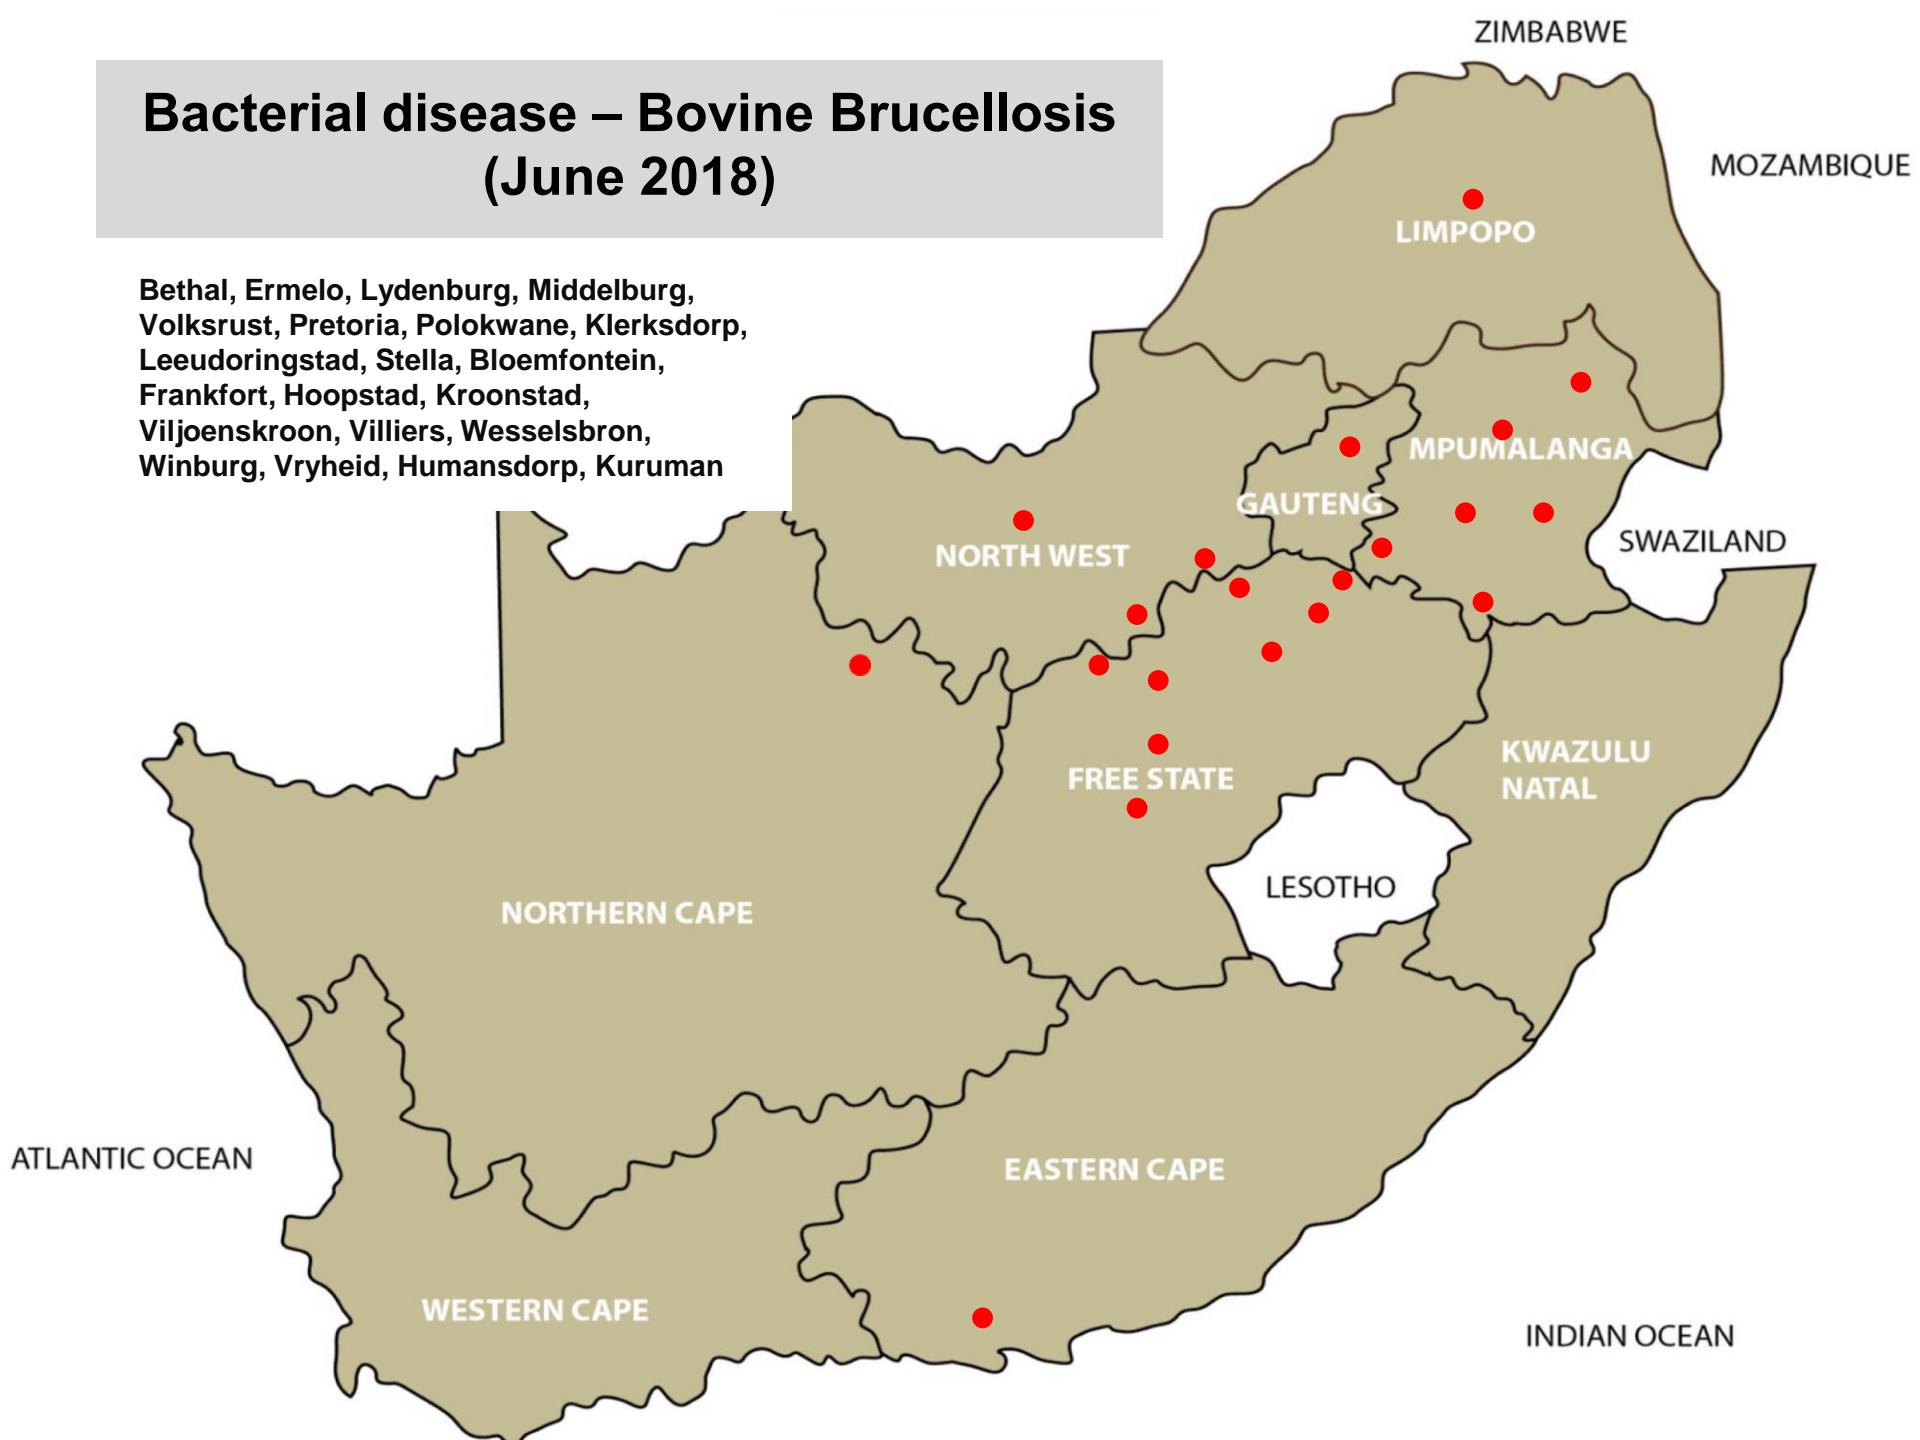 Bacterial disease – Bovine Brucellosis
(June 2018)
Bethal, Ermelo, Lydenburg, Middelburg,
Volksrust, Pretoria, Polokwane, Klerksdorp,
Leeudoringstad, Stella, Bloemfontein,
Frankfort, Hoopstad, Kroonstad,
Viljoenskroon, Villiers, Wesselsbron,
Winburg, Vryheid, Humansdorp, Kuruman
ZIMBABWE
MOZAMBIQUE
LIMPOPO
MPUMALANGA
GAUTENG
SWAZILAND
NORTH WEST
KWAZULU
NATAL
FREE STATE
LESOTHO
NORTHERN CAPE
ATLANTIC OCEAN
EASTERN CAPE
WESTERN CAPE
INDIAN OCEAN